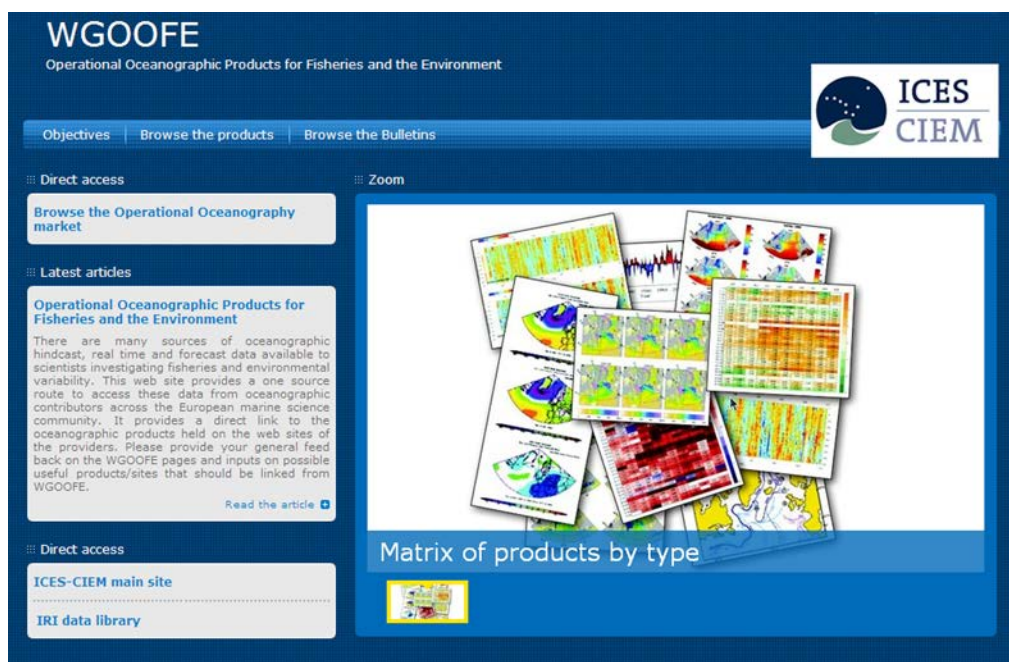 WGOOFE
Operational Oceanographic Products for Fisheries and the Environment
ICES
CIEM
Objectives
Browse the products
Browse the Bulletins
Direct access
Browse the Operational Oceanography
market
Latest articles
Operational Oceanographic Products for
Fisheries and the Environment
There are many sources of oceanographic
hindcast, real time and forecast data available to
scientists investigating fisheries and environmental
variability. This web site provides a one source
route to access these data from oceanographic
contributors across the European marine science
community. It provides a direct link to the
oceanographic products held on the web sites of
the providers. Please provide your general feed
back on the WGOOFE pages and inputs on possible
useful products/sites that should be linked from
WGOOFE.
Read the article
Direct access
ICES-CIEM main site
IRI data library
Zoom
Matrix of products by type